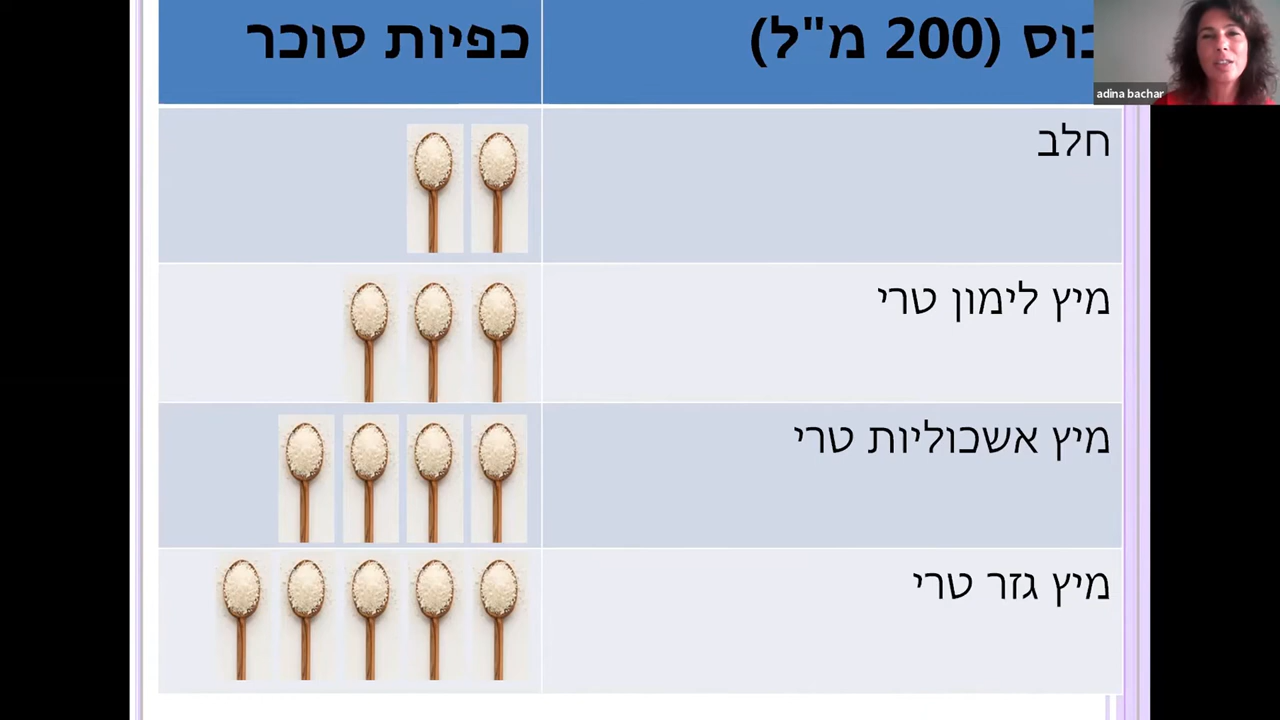 כוס (200 מ"ל) כפיות סוכר
adina bachar
חלב
מיץ לימון טרי
מיץ אשכוליות טרי
מיץ גזר טרי